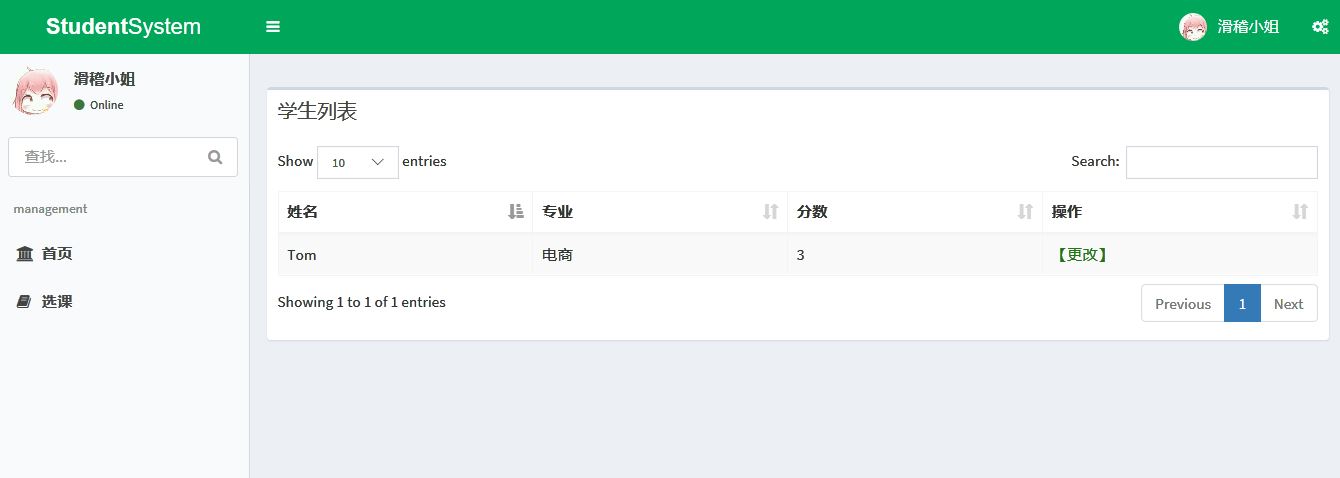 StudentSystem
滑稽小姐
滑稽小姐
Online
查找...
management
首页
选课
学生列表
Show 10 entries
Search:
姓名 专业 分数 操作
Tom 电商 3 【更改】
Showing 1 to 1 of 1 entries
Previous 1 Next